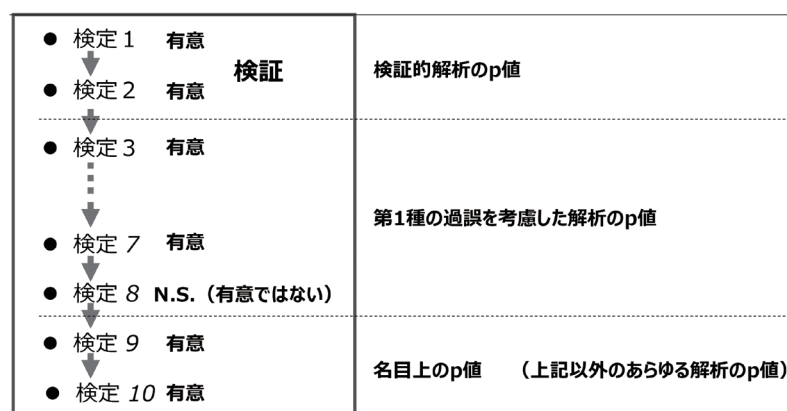 ● 検定 1 有意
検証
● 検定 2 有意
検証的解析のp値
● 検定 3 有意
第1種の過誤を考慮した解析のp値
● 検定 7 有意
● 検定 8 N.S.（有意ではない）
● 検定 9 有意
名目上のp値 （上記以外のあらゆる解析のp値）
● 検定 10 有意